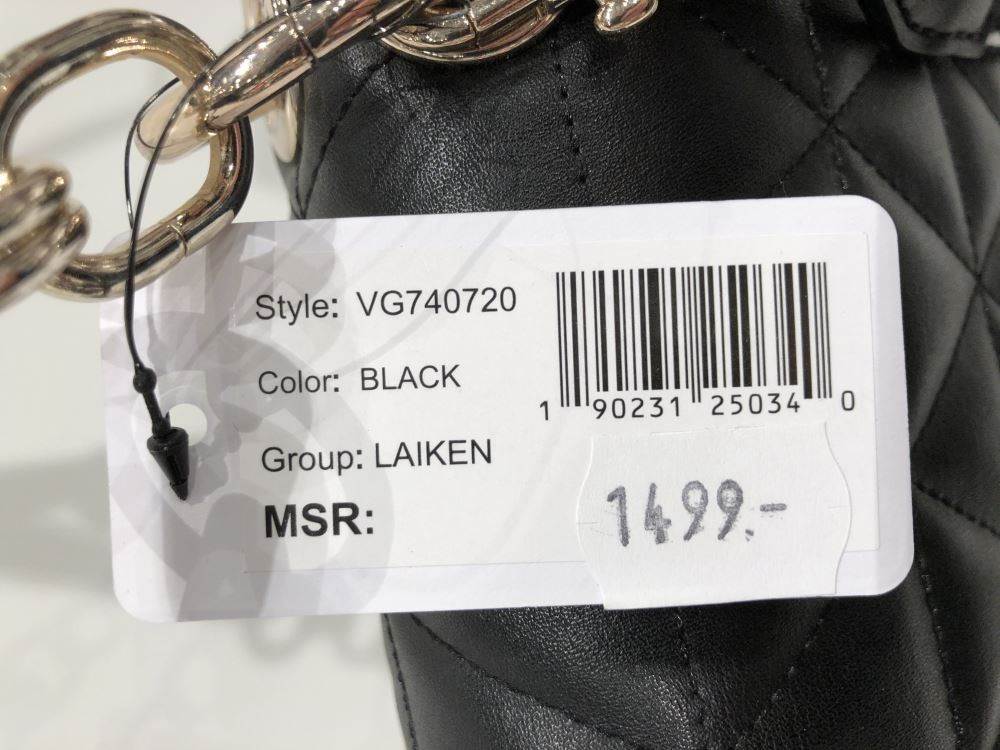 Style: VG740720
Color: BLACK
Group: LAIKEN
MSR:
1 90231 25034 0
1499.-